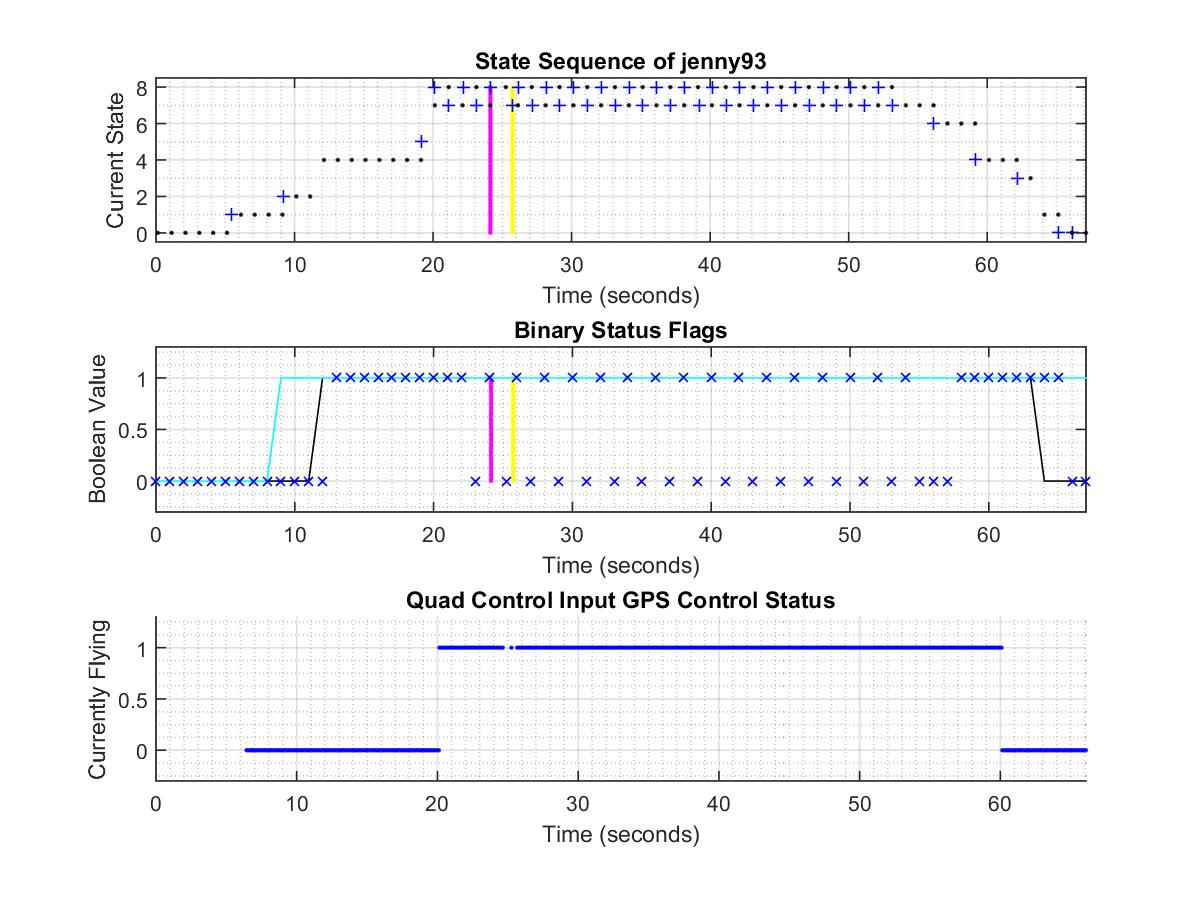 State Sequence of jenny93
Current State
8
6
4
2
0
0 10 20 30 40 50 60
Time (seconds)
Binary Status Flags
Boolean Value
1
0.5
0
0 10 20 30 40 50 60
Time (seconds)
Quad Control Input GPS Control Status
Currently Flying
1
0.5
0
0 10 20 30 40 50 60
Time (seconds)